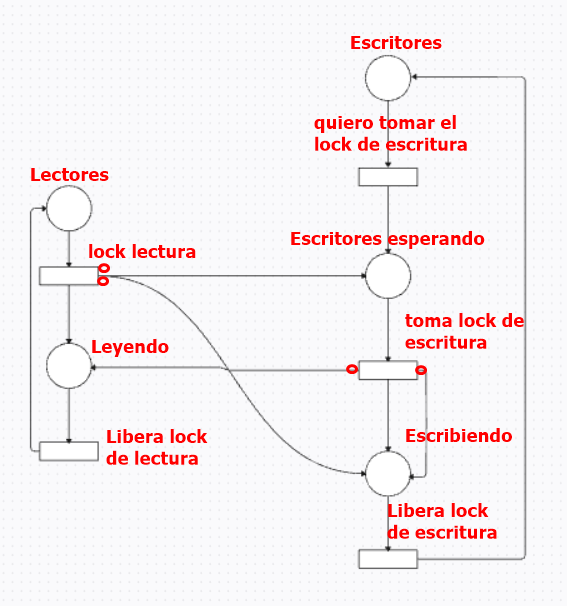 Escritores
quiero tomar el
lock de escritura
Lectores
Escritores esperando
lock lectura
toma lock de
escritura
Leyendo
Escribiendo
Libera lock
de lectura
Libera lock
de escritura